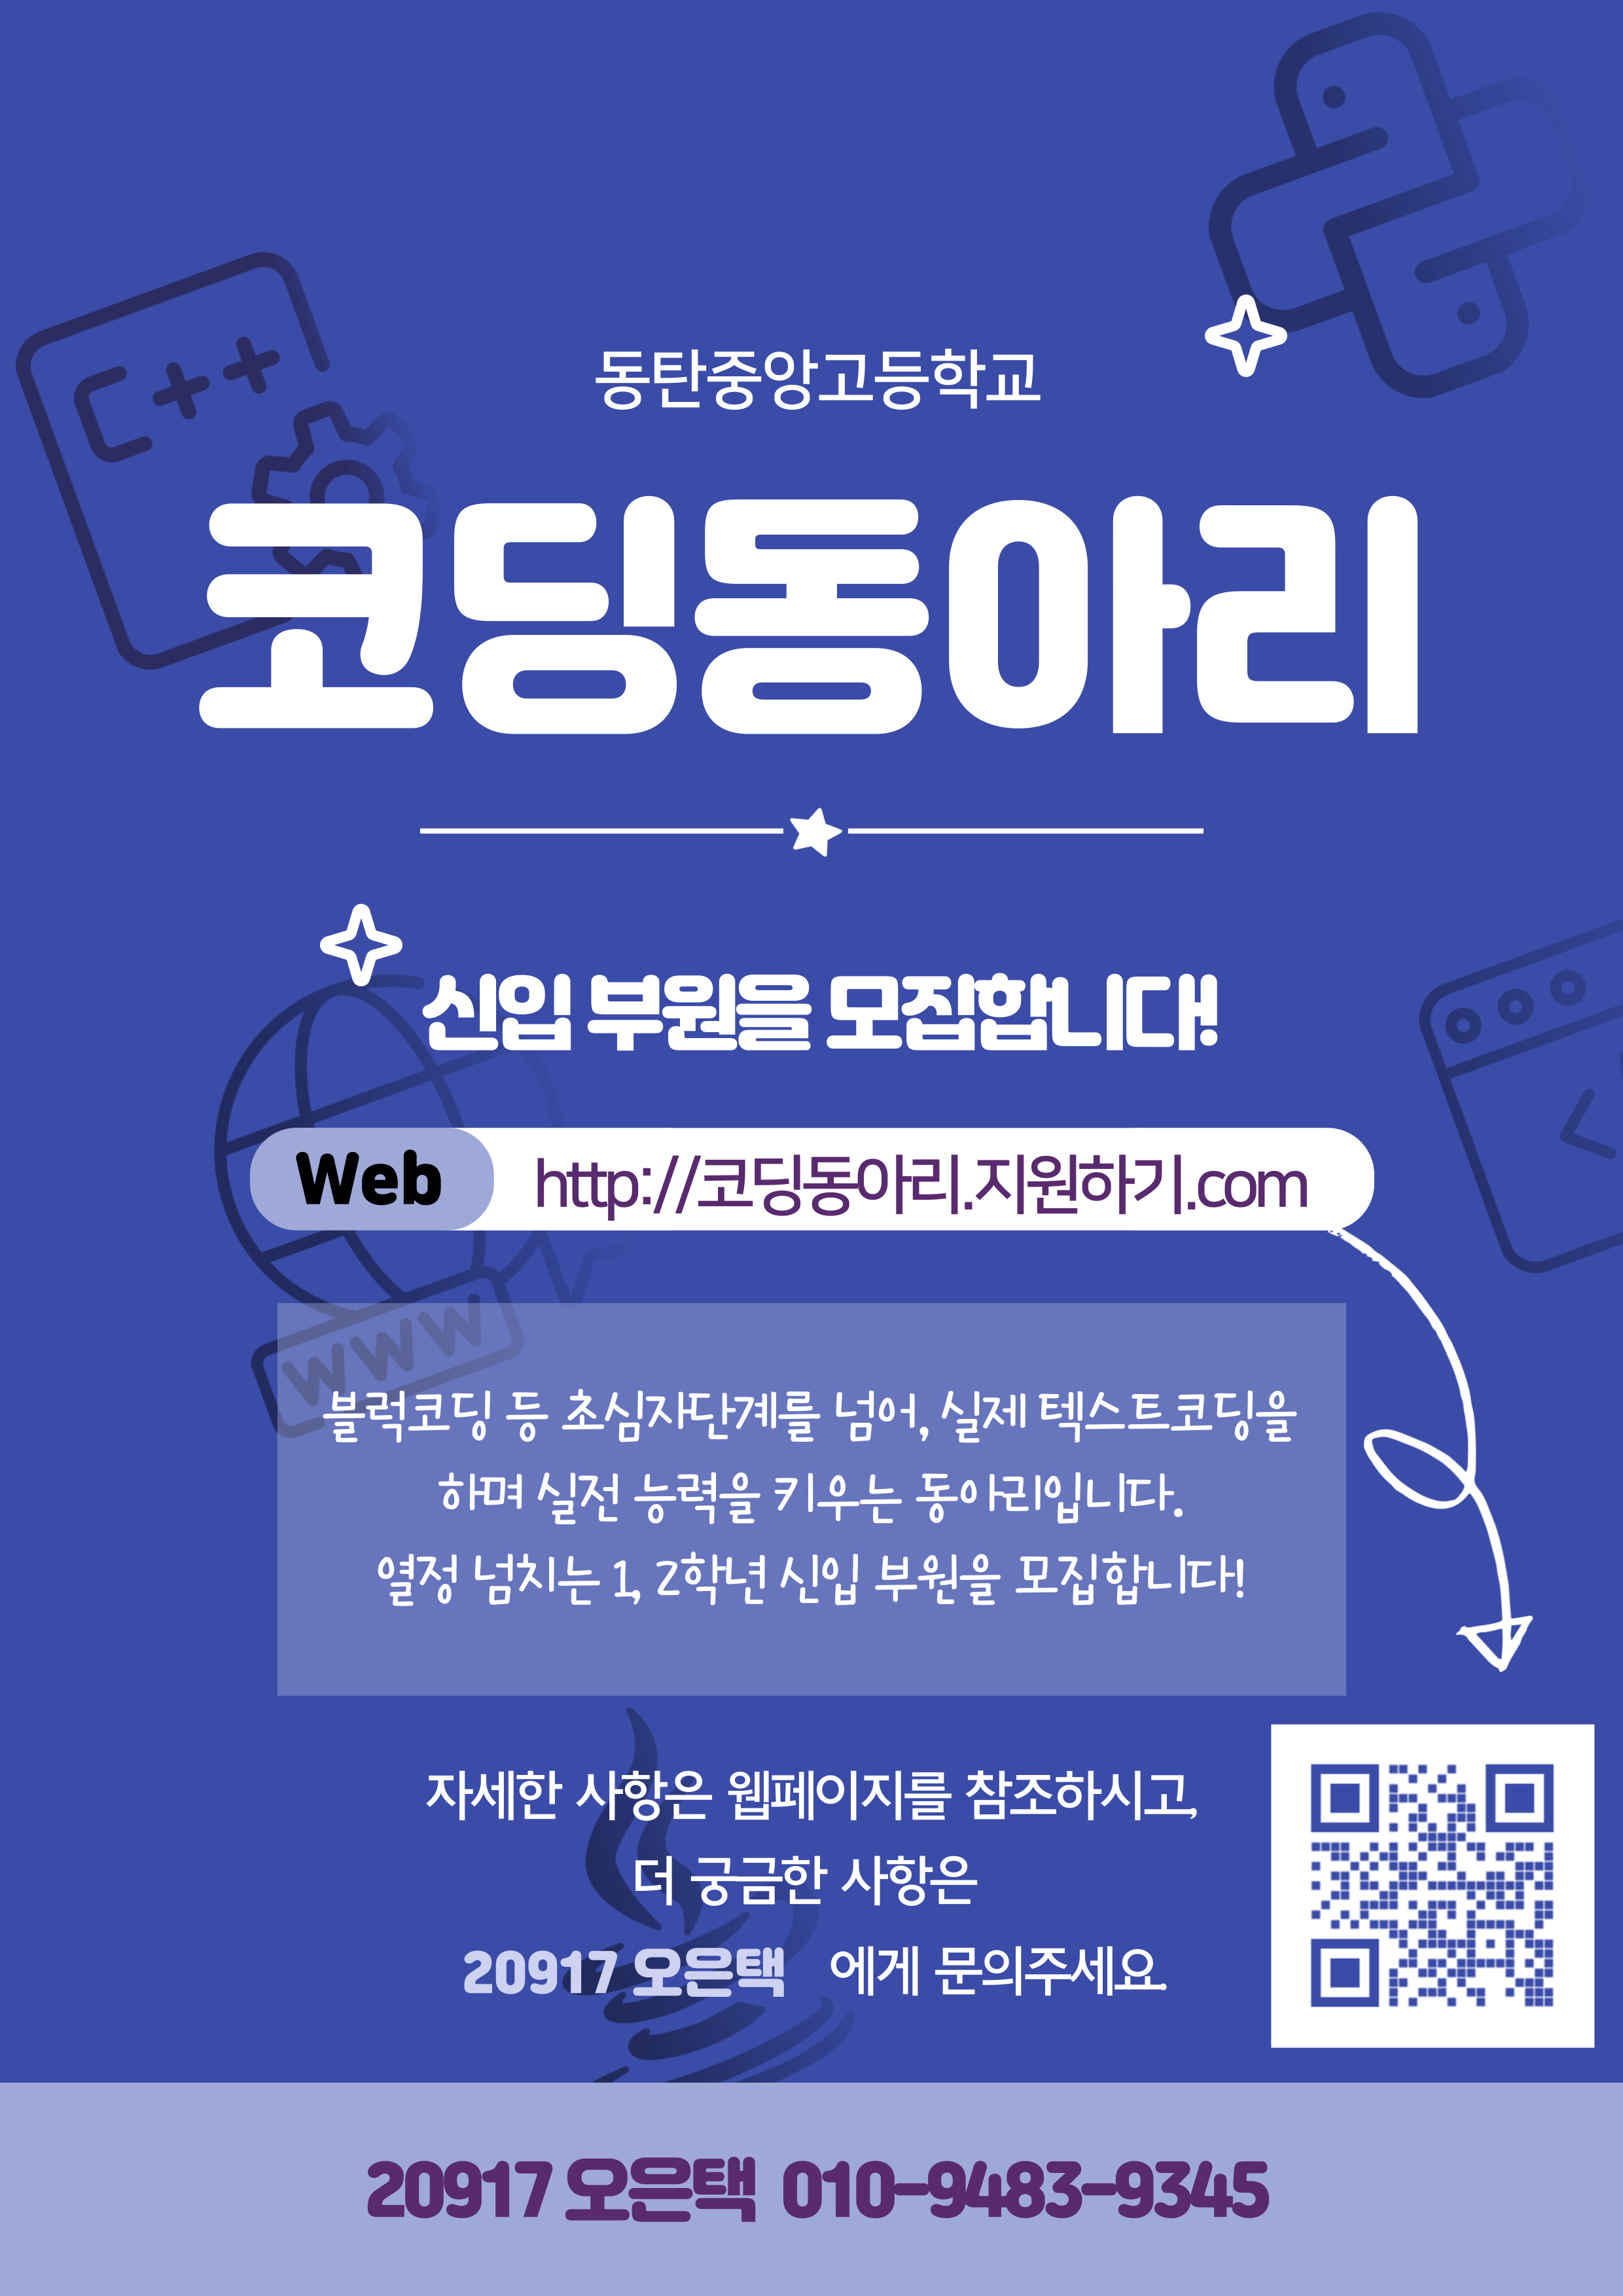 C++
동탄중앙고등학교
코딩동아리
신입 부원을 모집합니다!
Web http://코딩동아리.지원하기.com
WWW
블럭코딩 등 초심자단계를 넘어, 실제 텍스트코딩을
하며 실전 능력을 키우는 동아리입니다.
열정 넘치는 1, 2학년 신입 부원을 모집합니다!
자세한 사항은 웹페이지를 참조하시고,
더 궁금한 사항은
20917 오은택 에게 문의주세요.
20917 오은택 010-9483-9345